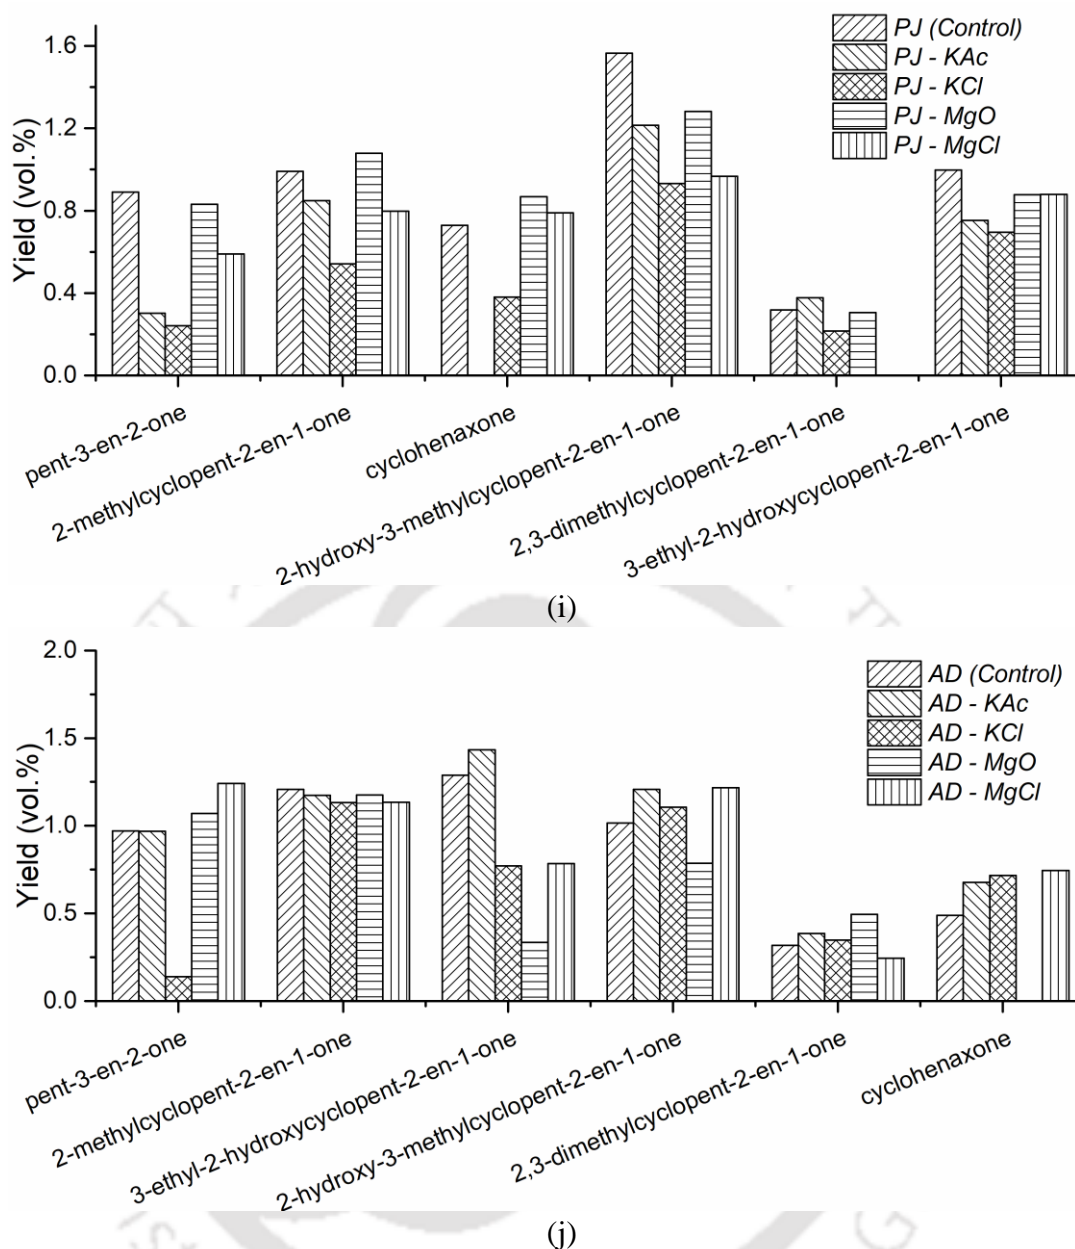 PJ (Control)
PJ - KAc
PJ - KCl
PJ - MgO
PJ - MgCl
Yield (vol.%)
1.6
1.2
0.8
0.4
0.0
pent-3-en-2-one
2-methylcyclopent-2-en-1-one
cyclohenaxone
2-hydroxy-3-methylcyclopent-2-en-1-one
2,3-dimethylcyclopent-2-en-1-one
3-ethyl-2-hydroxycyclopent-2-en-1-one
(i)
AD (Control)
AD - KAc
AD - KCl
AD - MgO
AD - MgCl
Yield (vol.%)
2.0
1.5
1.0
0.5
0.0
pent-3-en-2-one
2-methylcyclopent-2-en-1-one
3-ethyl-2-hydroxycyclopent-2-en-1-one
2-hydroxy-3-methylcyclopent-2-en-1-one
2,3-dimethylcyclopent-2-en-1-one
cyclohenaxone
(j)